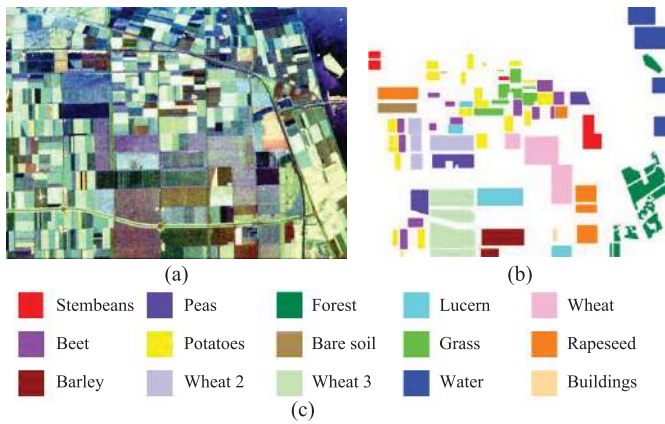 (a) (b)
Stembeans Peas Forest Lucern Wheat
Beet Potatoes Bare soil Grass Rapeseed
Barley Wheat 2 Wheat 3 Water Buildings
(c)